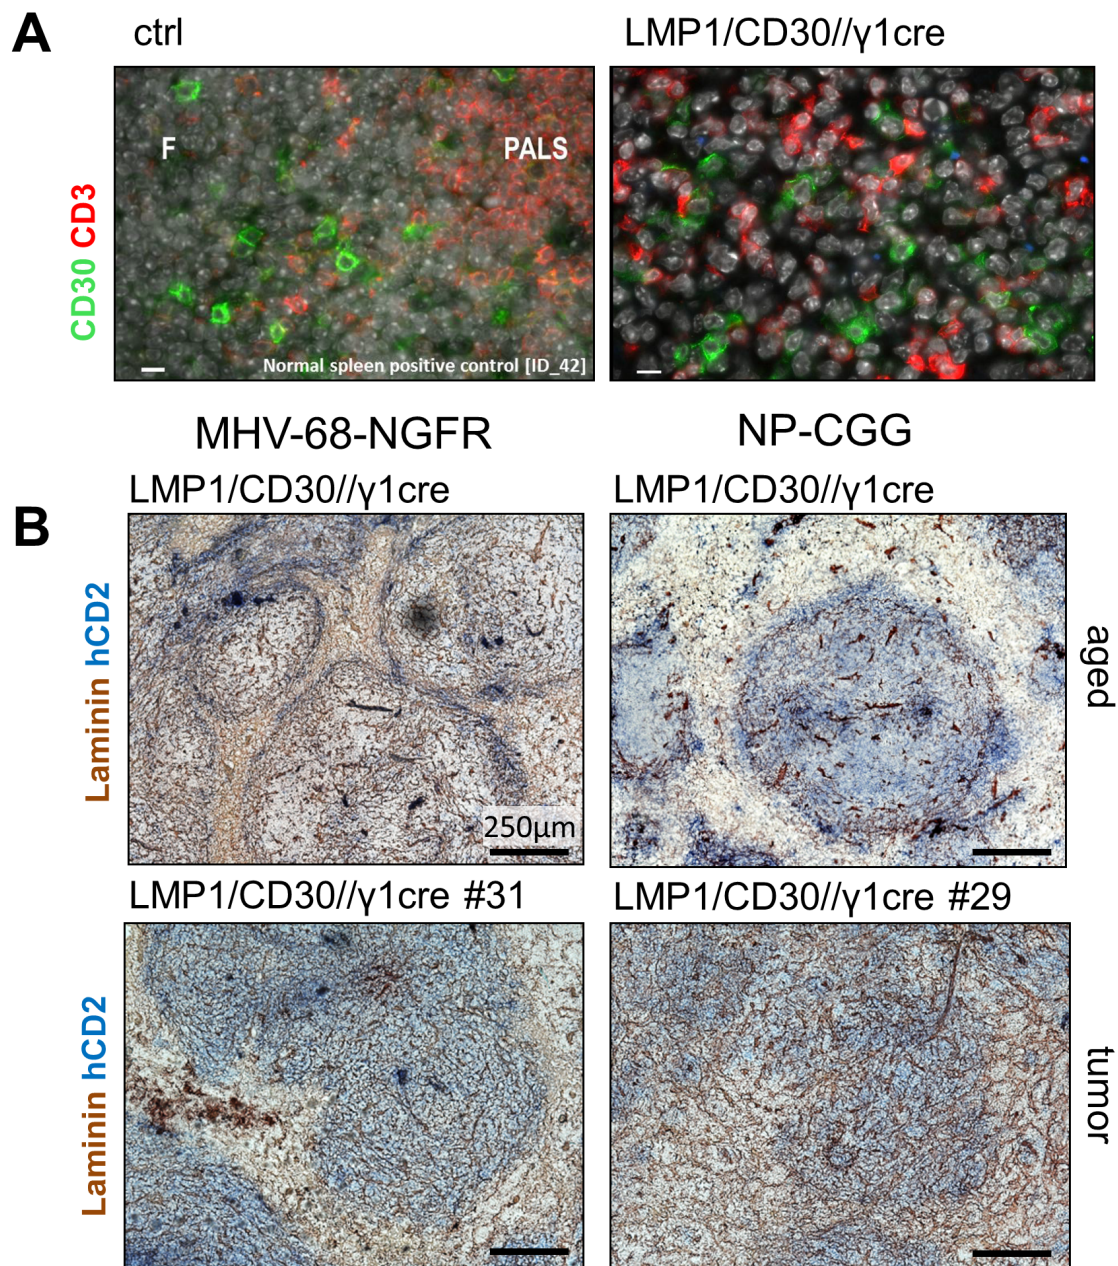 A
ctrl
LMP1/CD30//γ1cre
CD30 CD3
F
PALS
Normal spleen positive control [ID_42]
MHV-68-NGFR
NP-CGG
B
LMP1/CD30//γ1cre
LMP1/CD30//γ1cre
Laminin hCD2
250µm
aged
LMP1/CD30//γ1cre #31
LMP1/CD30//γ1cre #29
Laminin hCD2
tumor